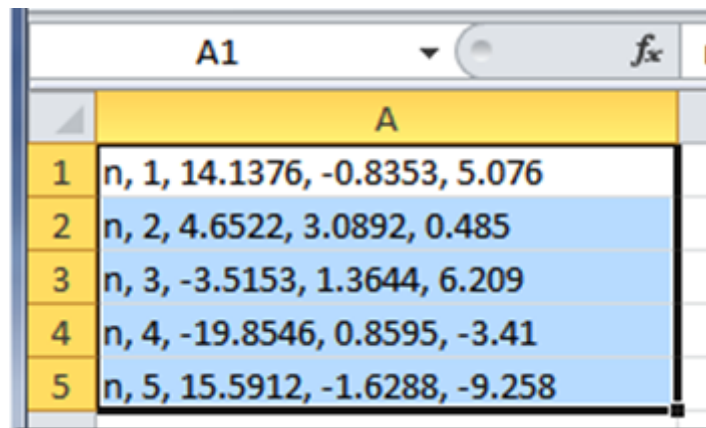 A1 fx
A
1 n, 1, 14.1376, -0.8353, 5.076
2 n, 2, 4.6522, 3.0892, 0.485
3 n, 3, -3.5153, 1.3644, 6.209
4 n, 4, -19.8546, 0.8595, -3.41
5 n, 5, 15.5912, -1.6288, -9.258